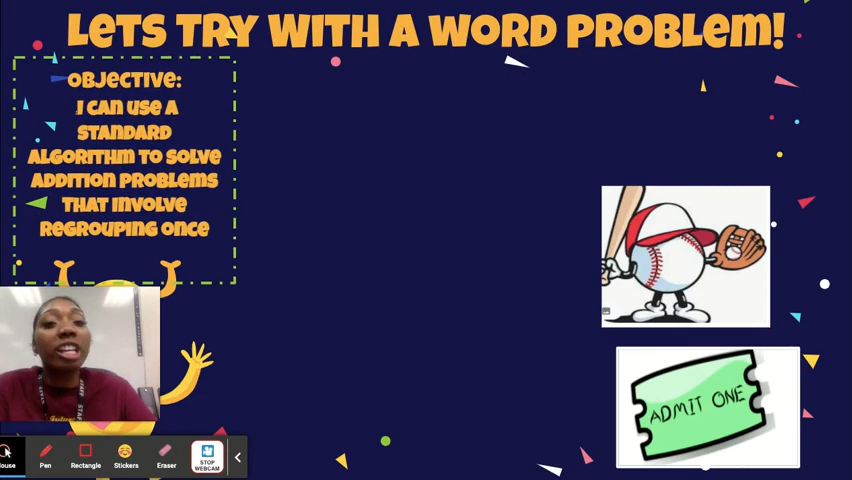 Lets try with a word problem!
Objective:
I can use a
standard
algorithm to solve
addition problems
that involve
regrouping once
ADMIT ONE
Mouse
Pen
Rectangle
Stickers
Eraser
STOP
WEBCAM